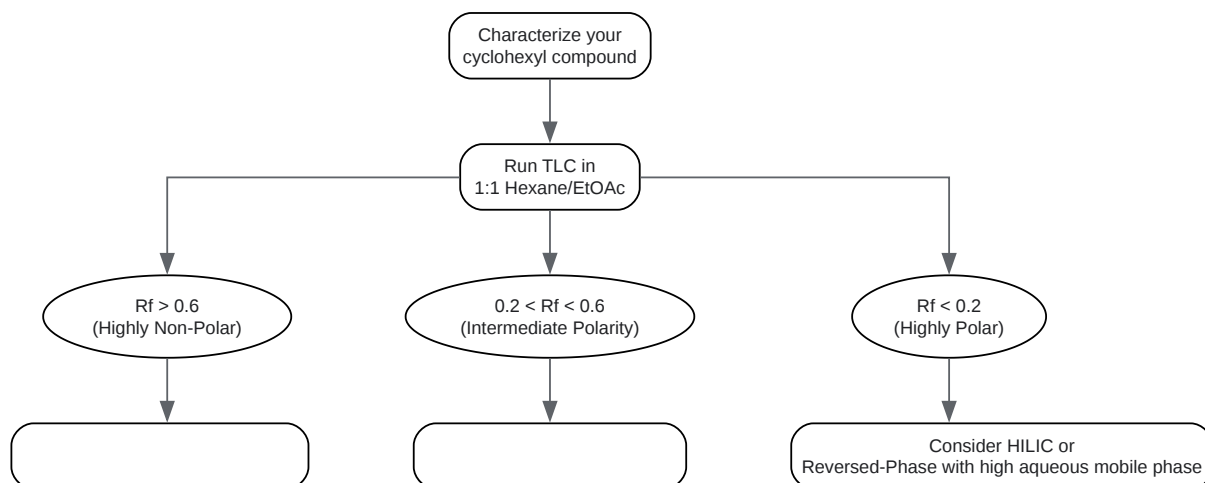 Characterize your
cyclohexyl compound
Run TLC in
1:1 Hexane/EtOAc
Rf > 0.6
(Highly Non-Polar)
0.2 < Rf < 0.6
(Intermediate Polarity)
Rf < 0.2
(Highly Polar)
Consider HILIC or
Reversed-Phase with high aqueous mobile phase